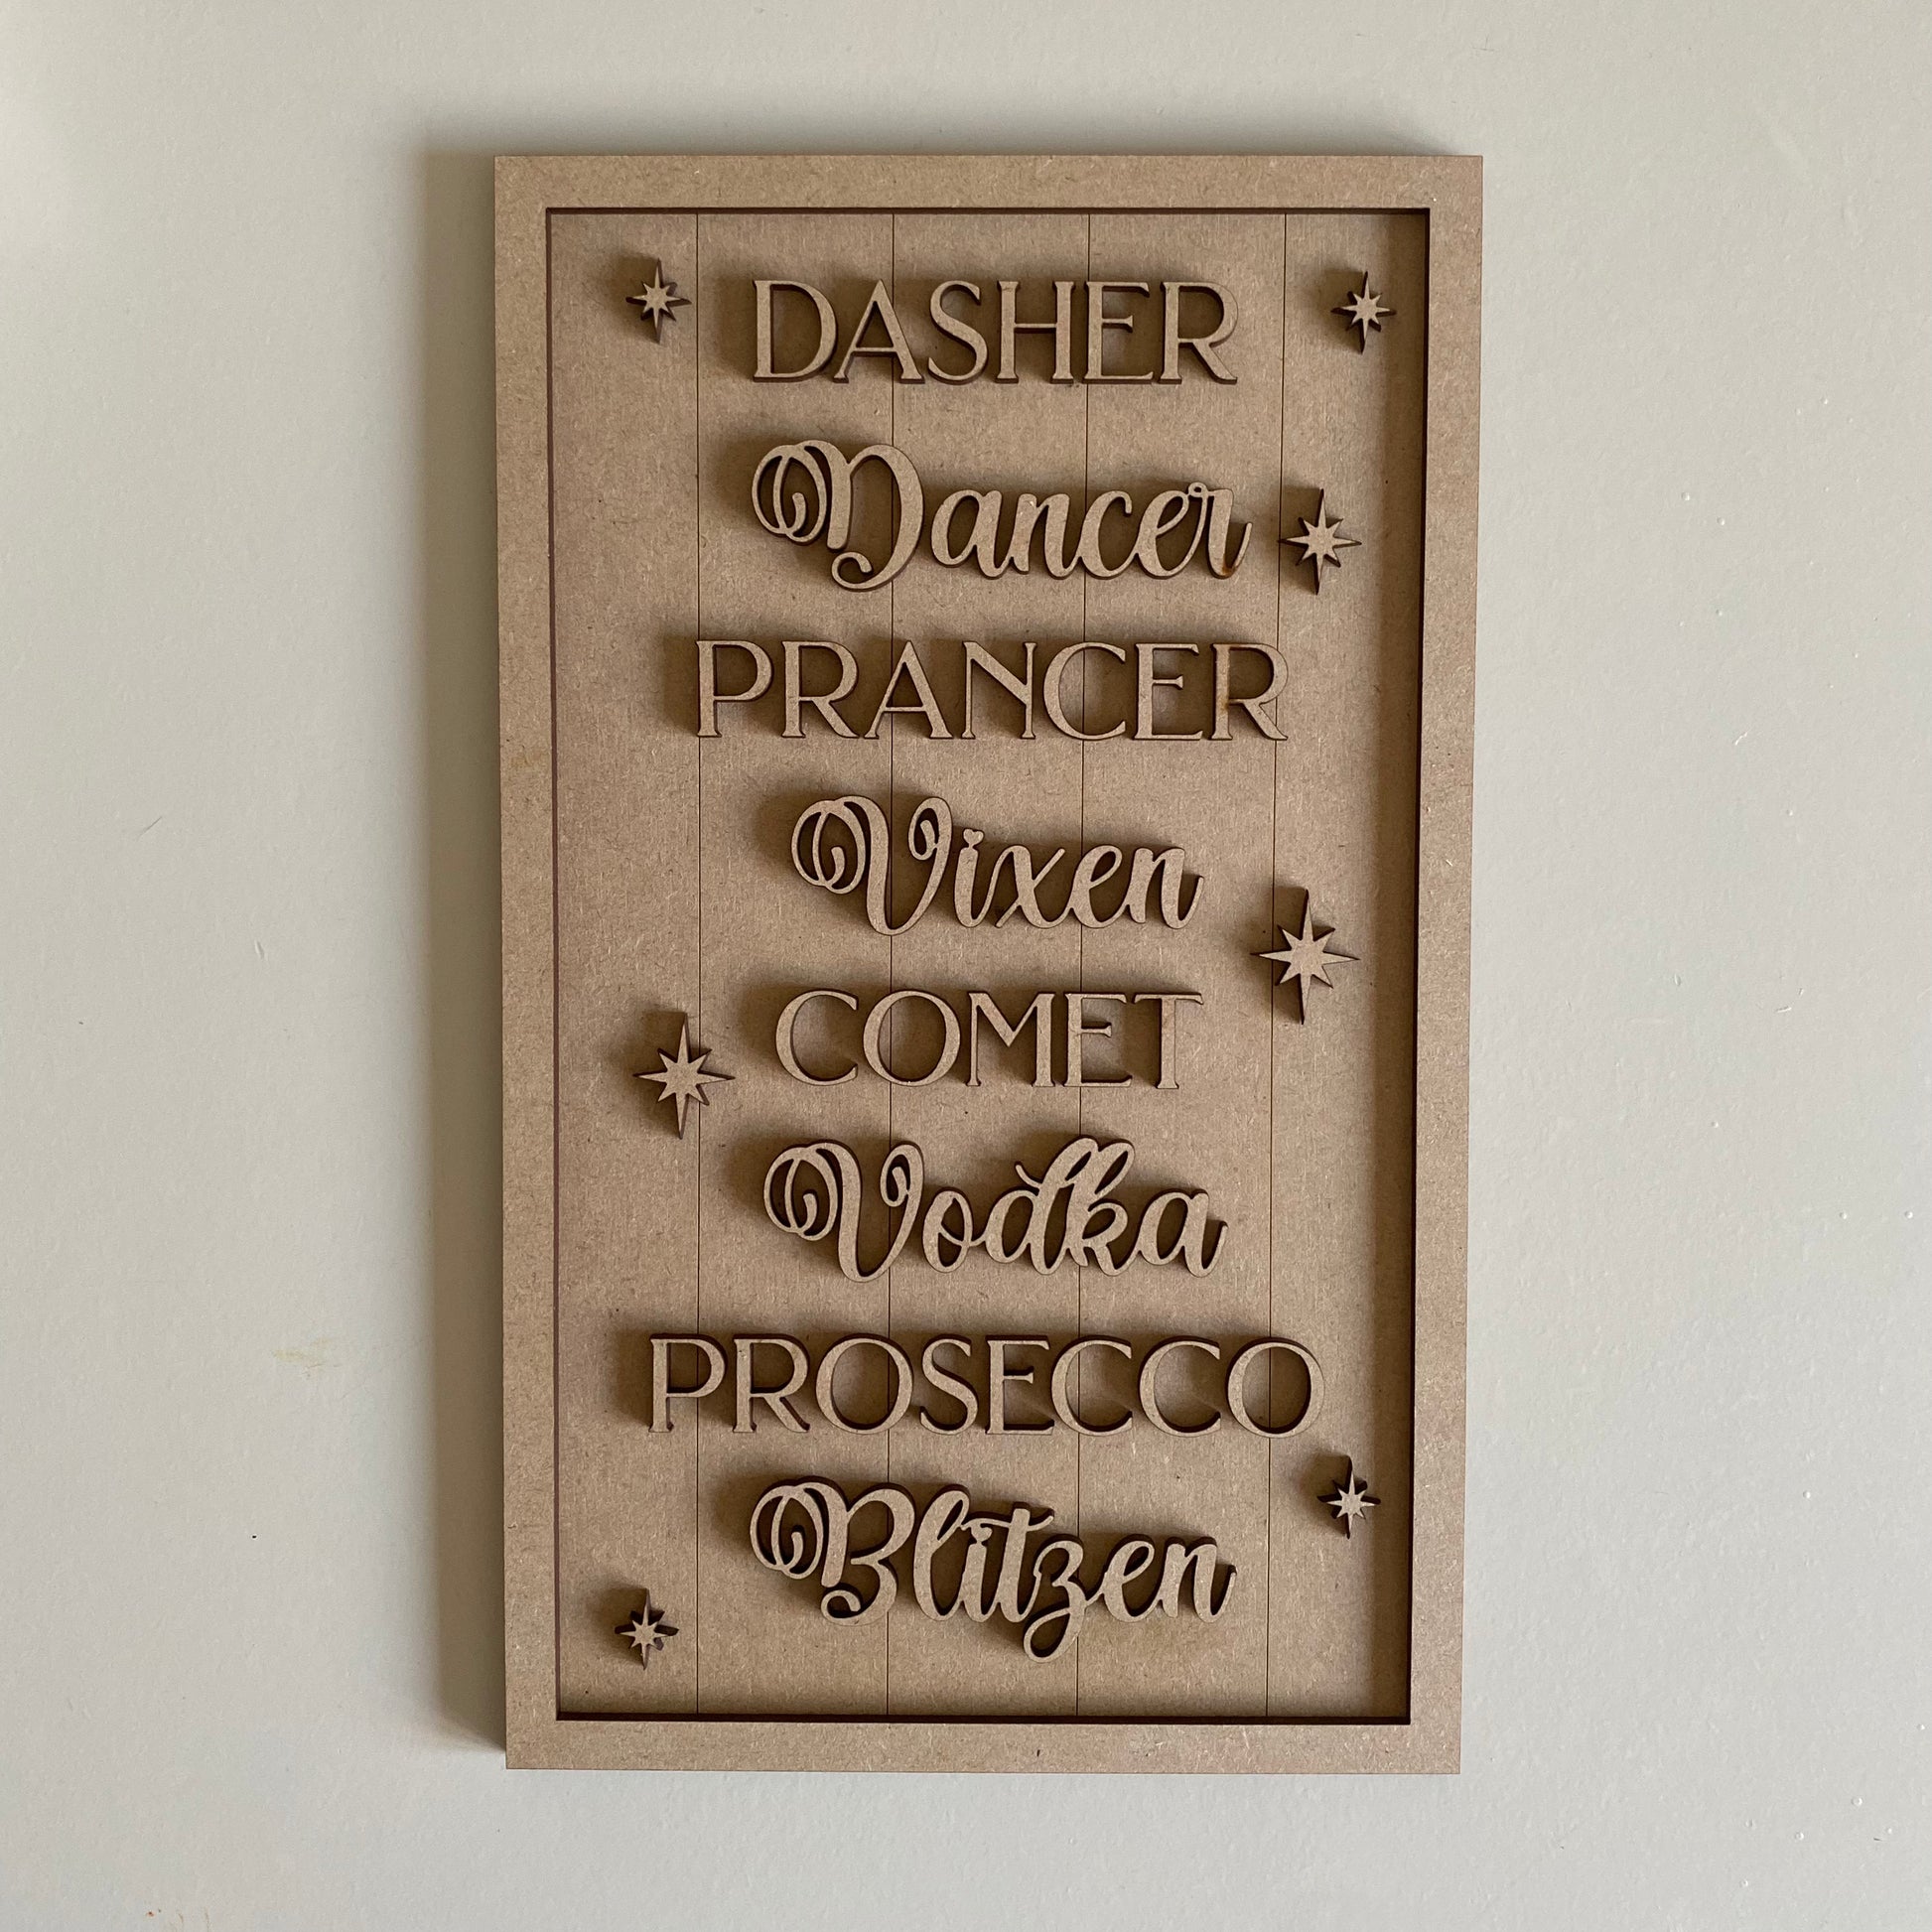 DASHER
Dancer
PRANCER
Vixen
COMET
Vodka
PROSECCO
Blitzen